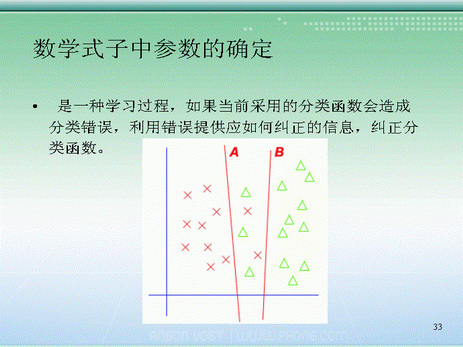 数学式子中参数的确定
• 是一种学习过程，如果当前采用的分类函数会造成
分类错误，利用错误提供应如何纠正的信息，纠正分
类函数。
A B
33